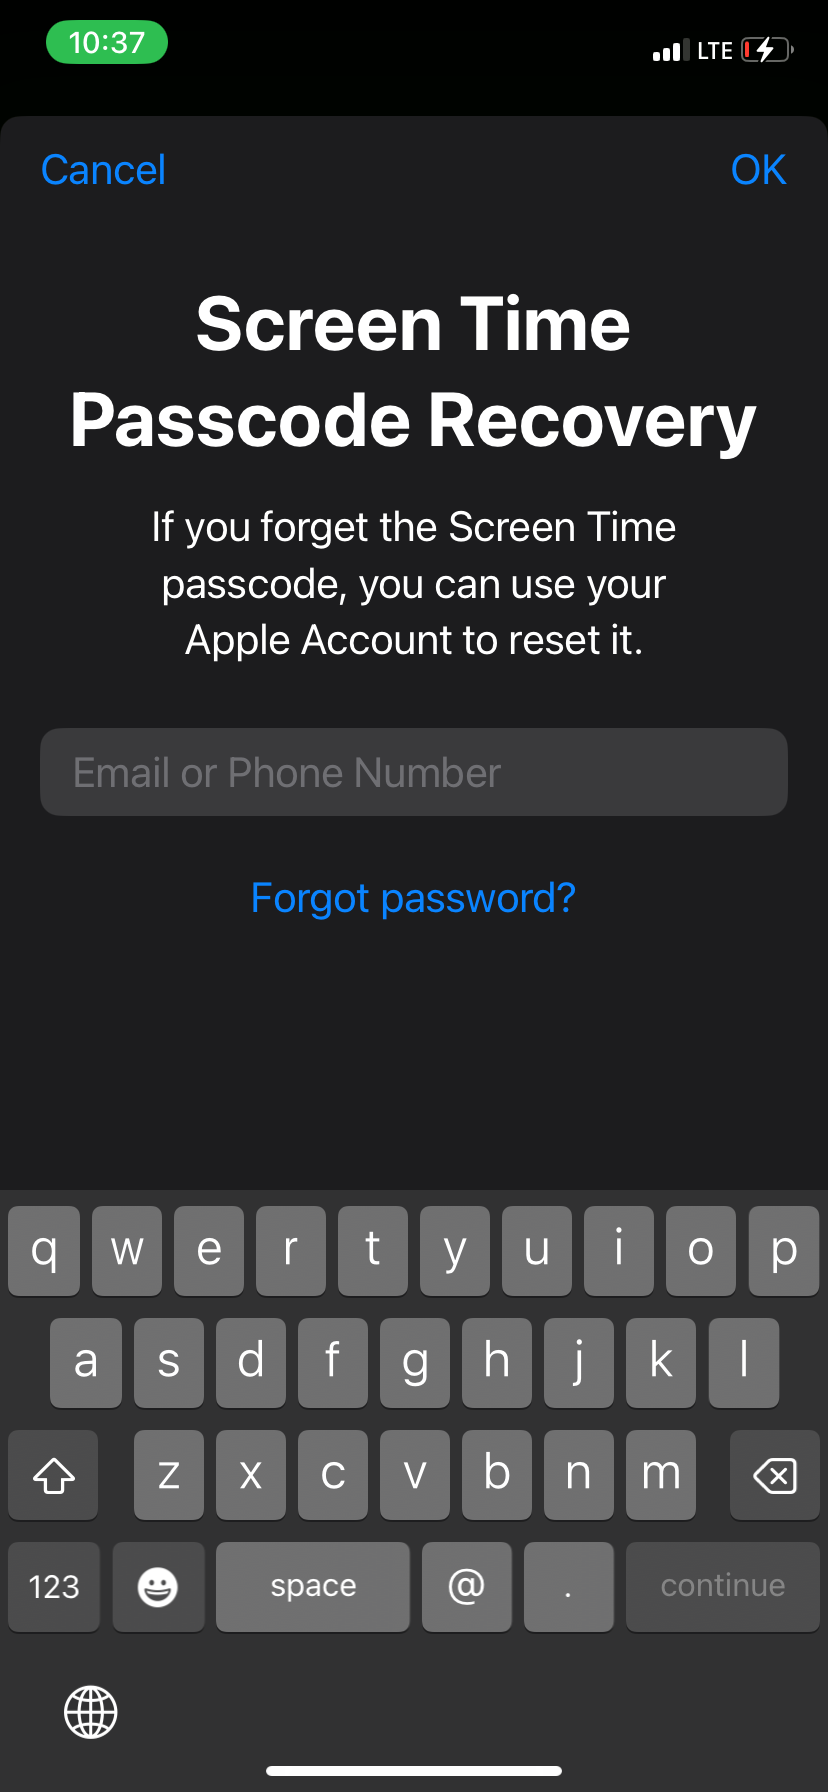 10:37
LTE
Cancel
OK
Screen Time
Passcode Recovery
If you forget the Screen Time
passcode, you can use your
Apple Account to reset it.
Email or Phone Number
Forgot password?
q w e r t y u i o p
a s d f g h j k l
z x c v b n m
123 space @ . continue